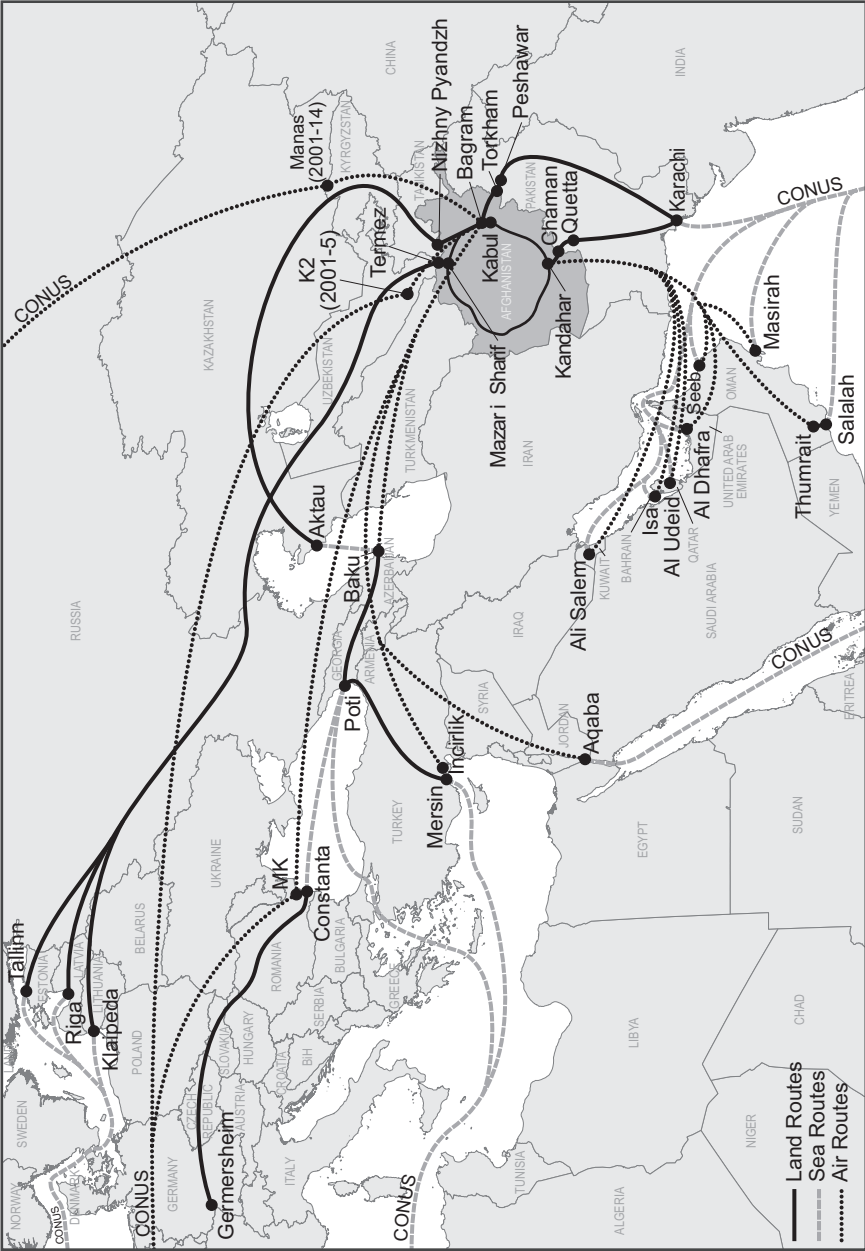 CONUS
Manas
(2001-14)
KYRGYZSTAN
CHINA
INDIA
Nizhny Pyandzh
TAJIKISTAN
Bagram
Torkham
Peshawar
K2
(2001-5)
Termez
Kabul
AFGHANISTAN
PAKISTAN
Chaman
Quetta
Karachi
CONUS
Kandahar
Mazar i Sharif
KAZAKHSTAN
UZBEKISTAN
TURKMENISTAN
IRAN
Seeb
OMAN
Masirah
Al Dhafra
UNITED ARAB
EMIRATES
Thumrait
Salalah
YEMEN
Isa
Al Udeid
QATAR
BAHRAIN
KUWAIT
Ali Salem
SAUDI ARABIA
RUSSIA
Aktau
Baku
AZERBAIJAN
GEORGIA
ARMENIA
IRAQ
SYRIA
JORDAN
Aqaba
CONUS
ERITREA
Poti
Incirlik
Mersin
TURKEY
EGYPT
SUDAN
UKRAINE
MK
Constanta
Tallinn
ESTONIA
LATVIA
LITHUANIA
BELARUS
Riga
Klaipeda
POLAND
ROMANIA
BULGARIA
SERBIA
GREECE
SLOVAKIA
HUNGARY
CROATIA
BIH
LIBYA
CHAD
SWEDEN
CZECH
REPUBLIC
AUSTRIA
Germersheim
GERMANY
ITALY
NORWAY
DENMARK
CONUS
CONUS
CONUS
TUNISIA
ALGERIA
NIGER
Land Routes
Sea Routes
Air Routes